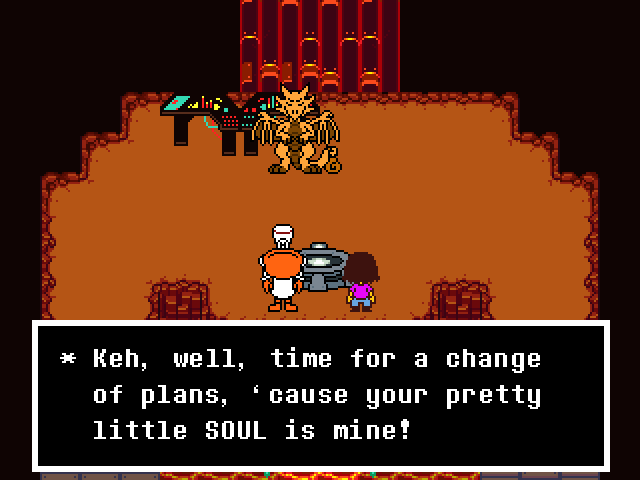 * Keh, well, time for a change
of plans, ‘cause your pretty
little SOUL is mine!